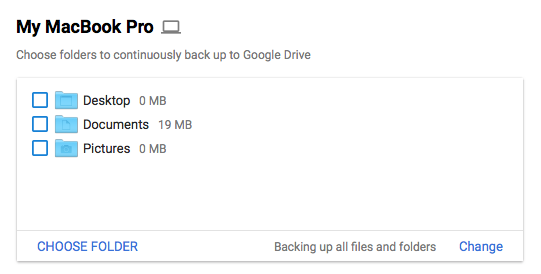 My MacBook Pro
Choose folders to continuously back up to Google Drive
Desktop 0 MB
Documents 19 MB
Pictures 0 MB
CHOOSE FOLDER Backing up all files and folders Change